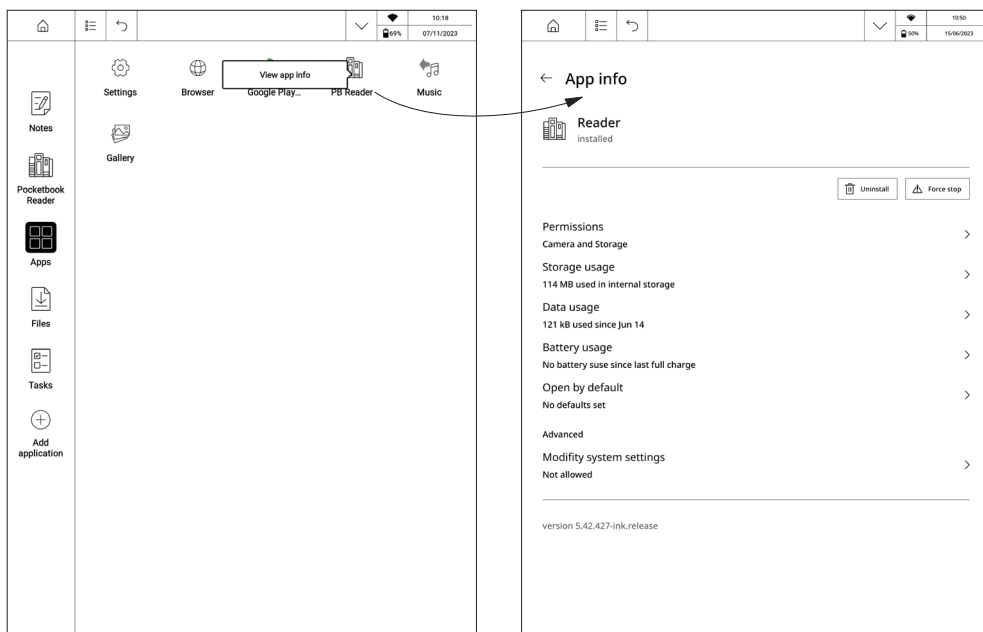 10:18
69%
07/11/2023
Settings
Browser
View app info
Google Play...
PB Reader
Music
Notes
Gallery
Pocketbook
Reader
Apps
Files
Tasks
Add
application
10:50
50%
15/06/2023
← App info
Reader
installed
Uninstall
Force stop
Permissions
Camera and Storage
Storage usage
114 MB used in internal storage
Data usage
121 kB used since Jun 14
Battery usage
No battery suse since last full charge
Open by default
No defaults set
Advanced
Modifity system settings
Not allowed
version 5.42.427-ink.release